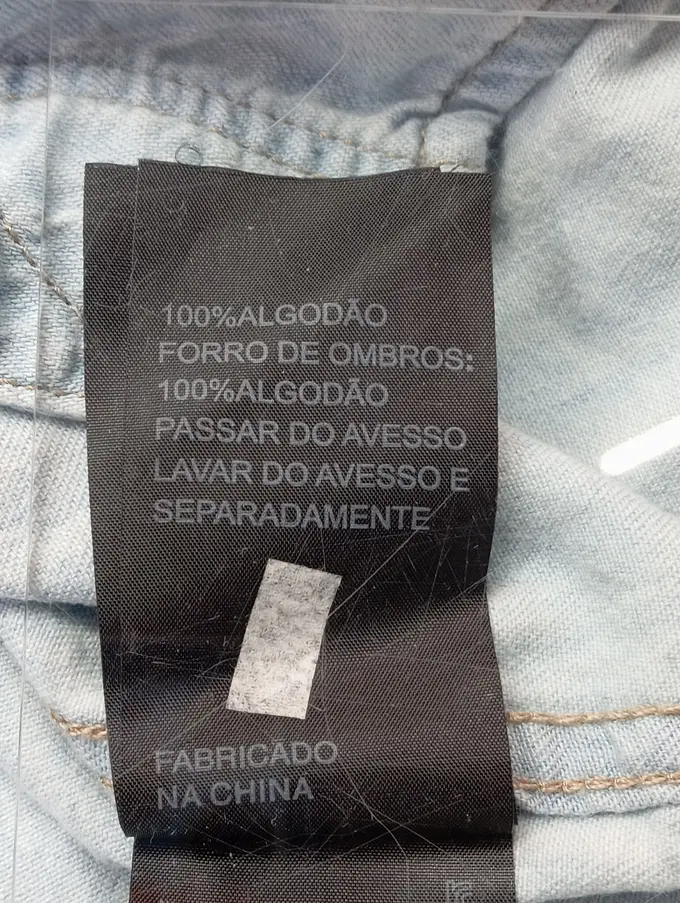 100%ALGODÃO
FORRO DE OMBROS:
100%ALGODÃO
PASSAR DO AVESSO
LAVAR DO AVESSO E
SEPARADAMENTE
FABRICADO
NA CHINA